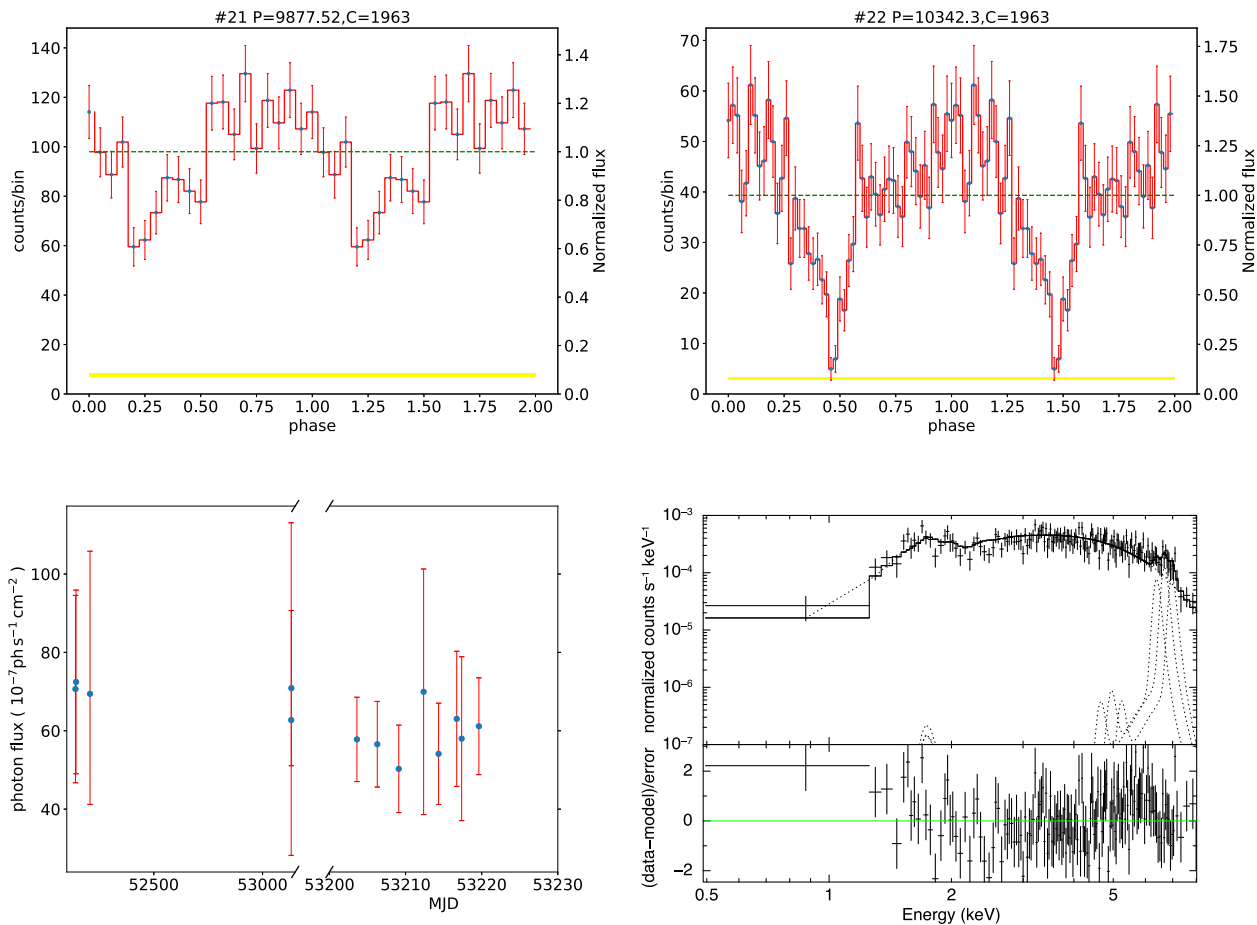 #21 P=9877.52,C=1963
140
120
100
80
60
40
20
0
counts/bin
1.4
1.2
1.0
0.8
0.6
0.4
0.2
0.0
Normalized flux
0.00 0.25 0.50 0.75 1.00 1.25 1.50 1.75 2.00
phase
#22 P=10342.3,C=1963
70
60
50
40
30
20
10
0
counts/bin
1.75
1.50
1.25
1.00
0.75
0.50
0.25
0.00
Normalized flux
0.00 0.25 0.50 0.75 1.00 1.25 1.50 1.75 2.00
phase
100
80
60
40
photon flux ( 10⁻⁷ph s⁻¹ cm⁻² )
52500 53000 53200 53210 53220 53230
MJD
10⁻³
10⁻⁴
10⁻⁵
10⁻⁶
10⁻⁷
normalized counts s⁻¹ keV⁻¹
2
0
−2
(data−model)/error
0.5 1 2 5
Energy (keV)